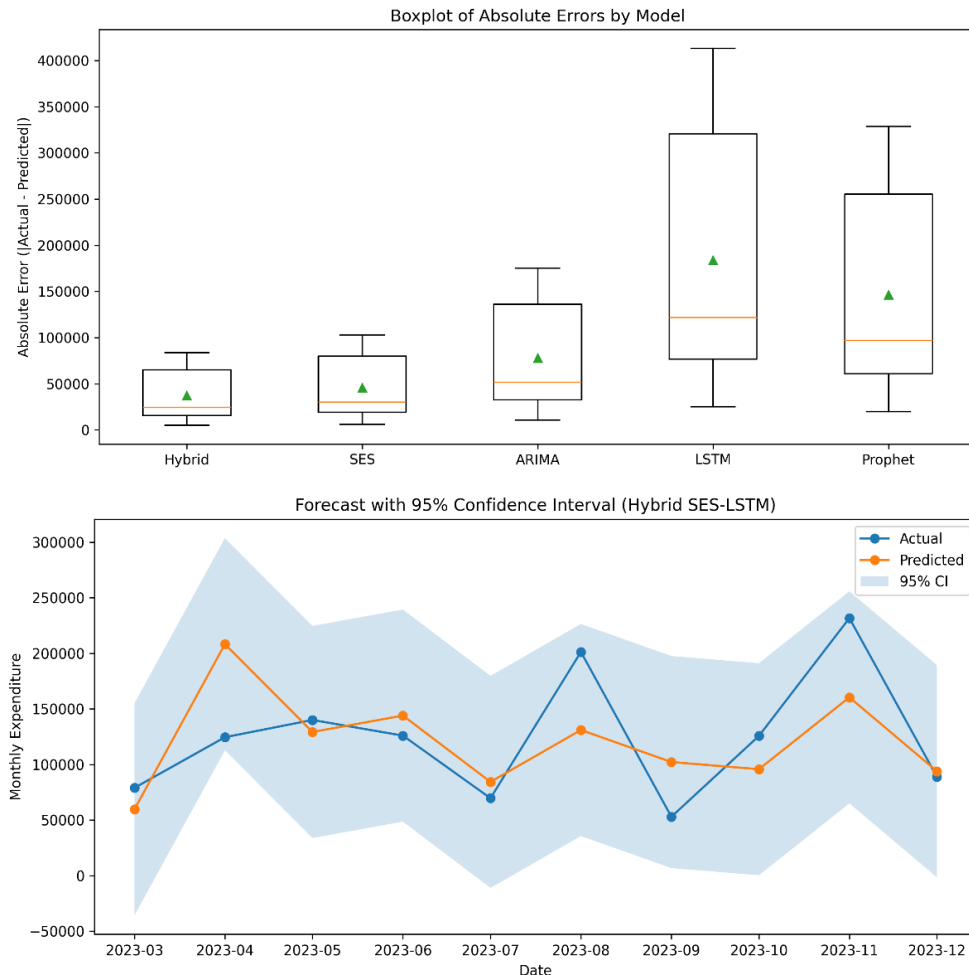 Boxplot of Absolute Errors by Model
Absolute Error (|Actual - Predicted|)
400000
350000
300000
250000
200000
150000
100000
50000
0
Hybrid SES ARIMA LSTM Prophet
Forecast with 95% Confidence Interval (Hybrid SES-LSTM)
Actual
Predicted
95% CI
Monthly Expenditure
300000
250000
200000
150000
100000
50000
0
−50000
2023-03 2023-04 2023-05 2023-06 2023-07 2023-08 2023-09 2023-10 2023-11 2023-12
Date